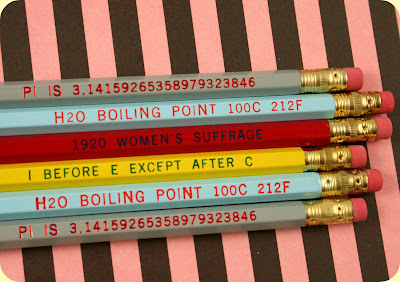 PI IS 3.14159265358979323846
H2O BOILING POINT 100C 212F
1920 WOMEN'S SUFFRAGE
I BEFORE E EXCEPT AFTER C
H2O BOILING POINT 100C 212F
PI IS 3.14159265358979323846